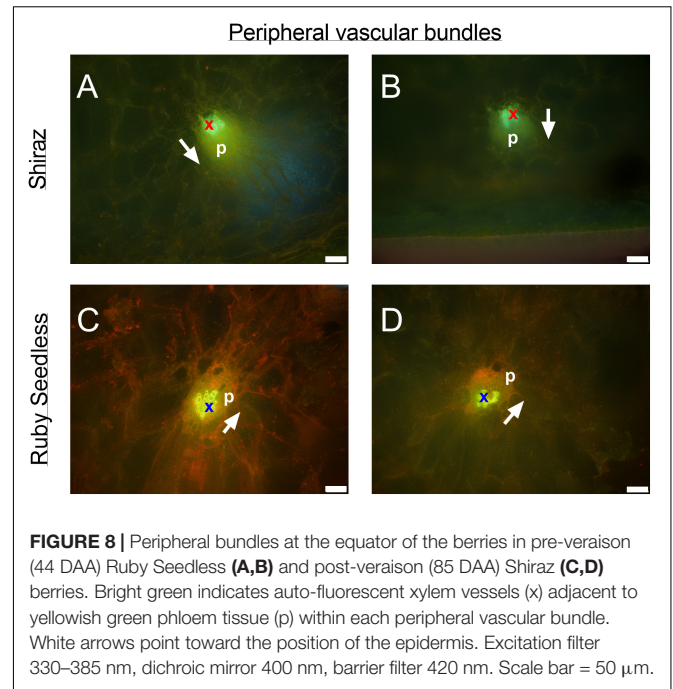 Peripheral vascular bundles
Shiraz
A
x
p
B
x
p
Ruby Seedless
C
p
x
D
p
x
FIGURE 8 | Peripheral bundles at the equator of the berries in pre-veraison
(44 DAA) Ruby Seedless (A,B) and post-veraison (85 DAA) Shiraz (C,D)
berries. Bright green indicates auto-fluorescent xylem vessels (x) adjacent to
yellowish green phloem tissue (p) within each peripheral vascular bundle.
White arrows point toward the position of the epidermis. Excitation filter
330–385 nm, dichroic mirror 400 nm, barrier filter 420 nm. Scale bar = 50 μm.